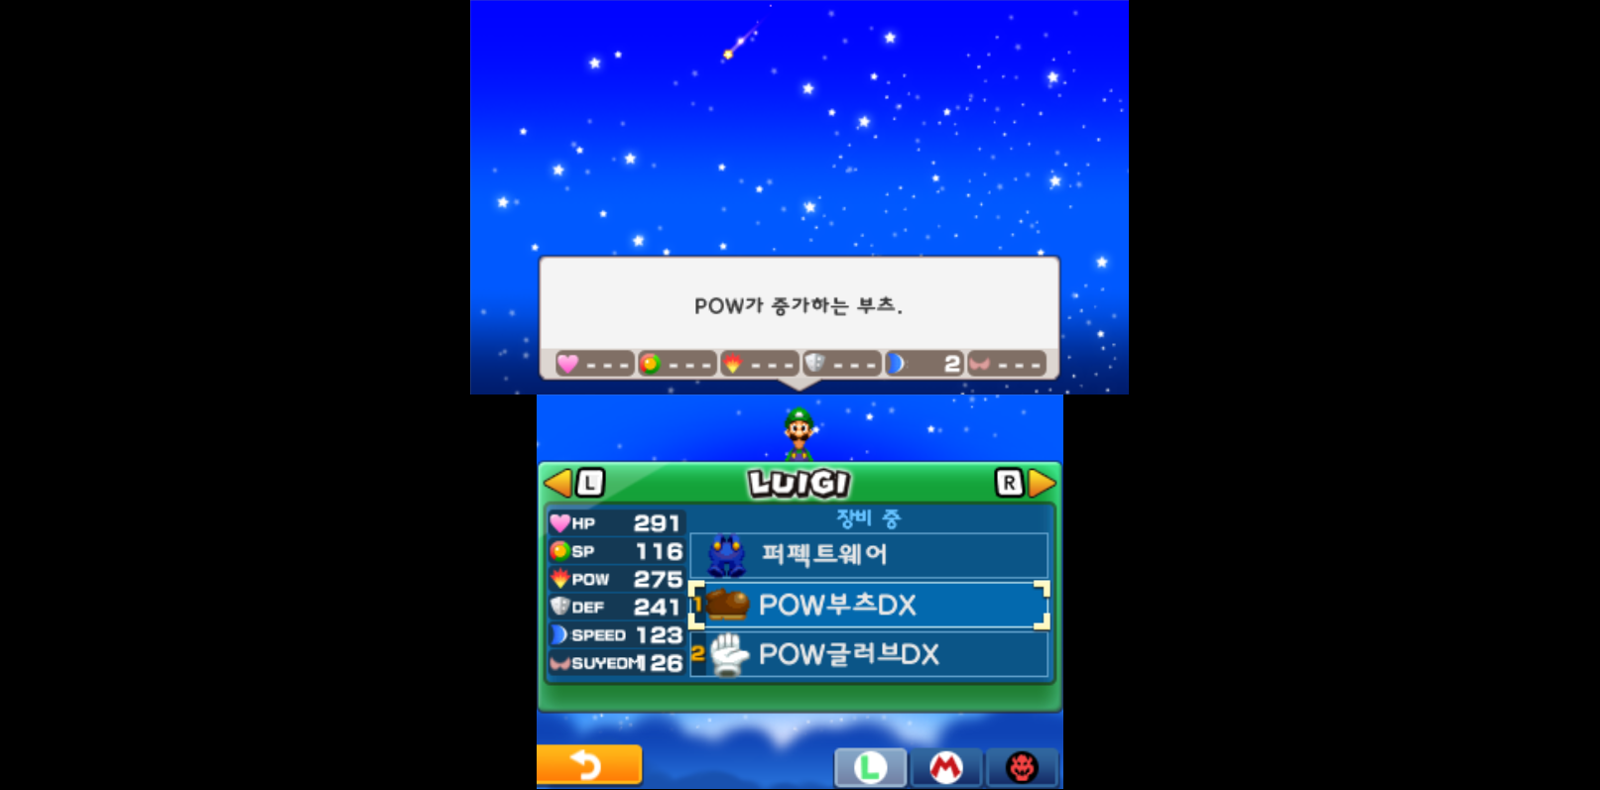 POW가 증가하는 부츠.
--- --- --- --- 2 ---
L LUIGI R
장비 중
HP 291
SP 116
POW 275
DEF 241
SPEED 123
SUYEOM 126
퍼펙트웨어
1 POW부츠DX
2 POW글러브DX
L M